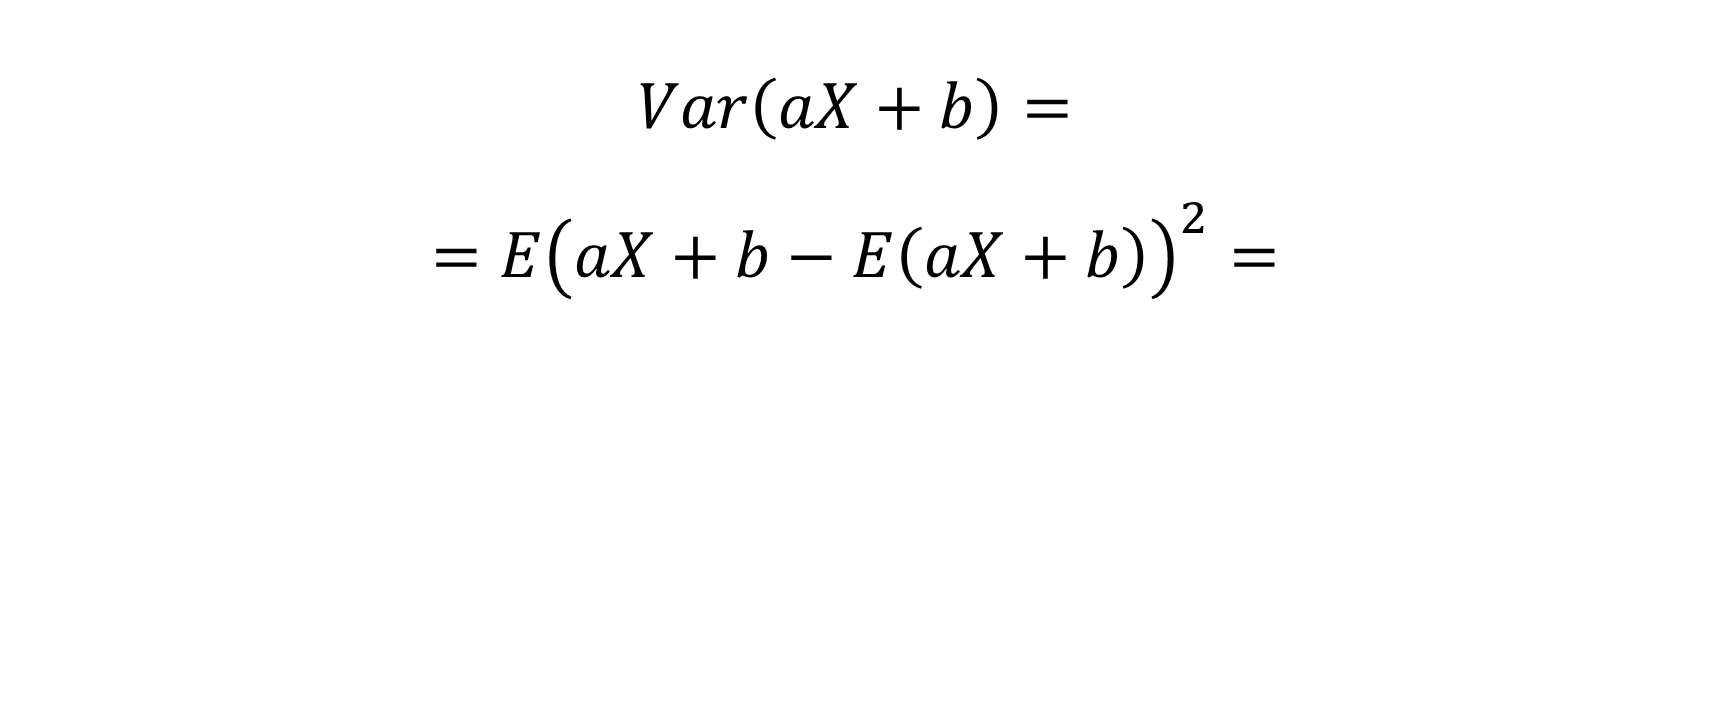 Var(aX + b) =
= E(aX + b − E(aX + b))² =